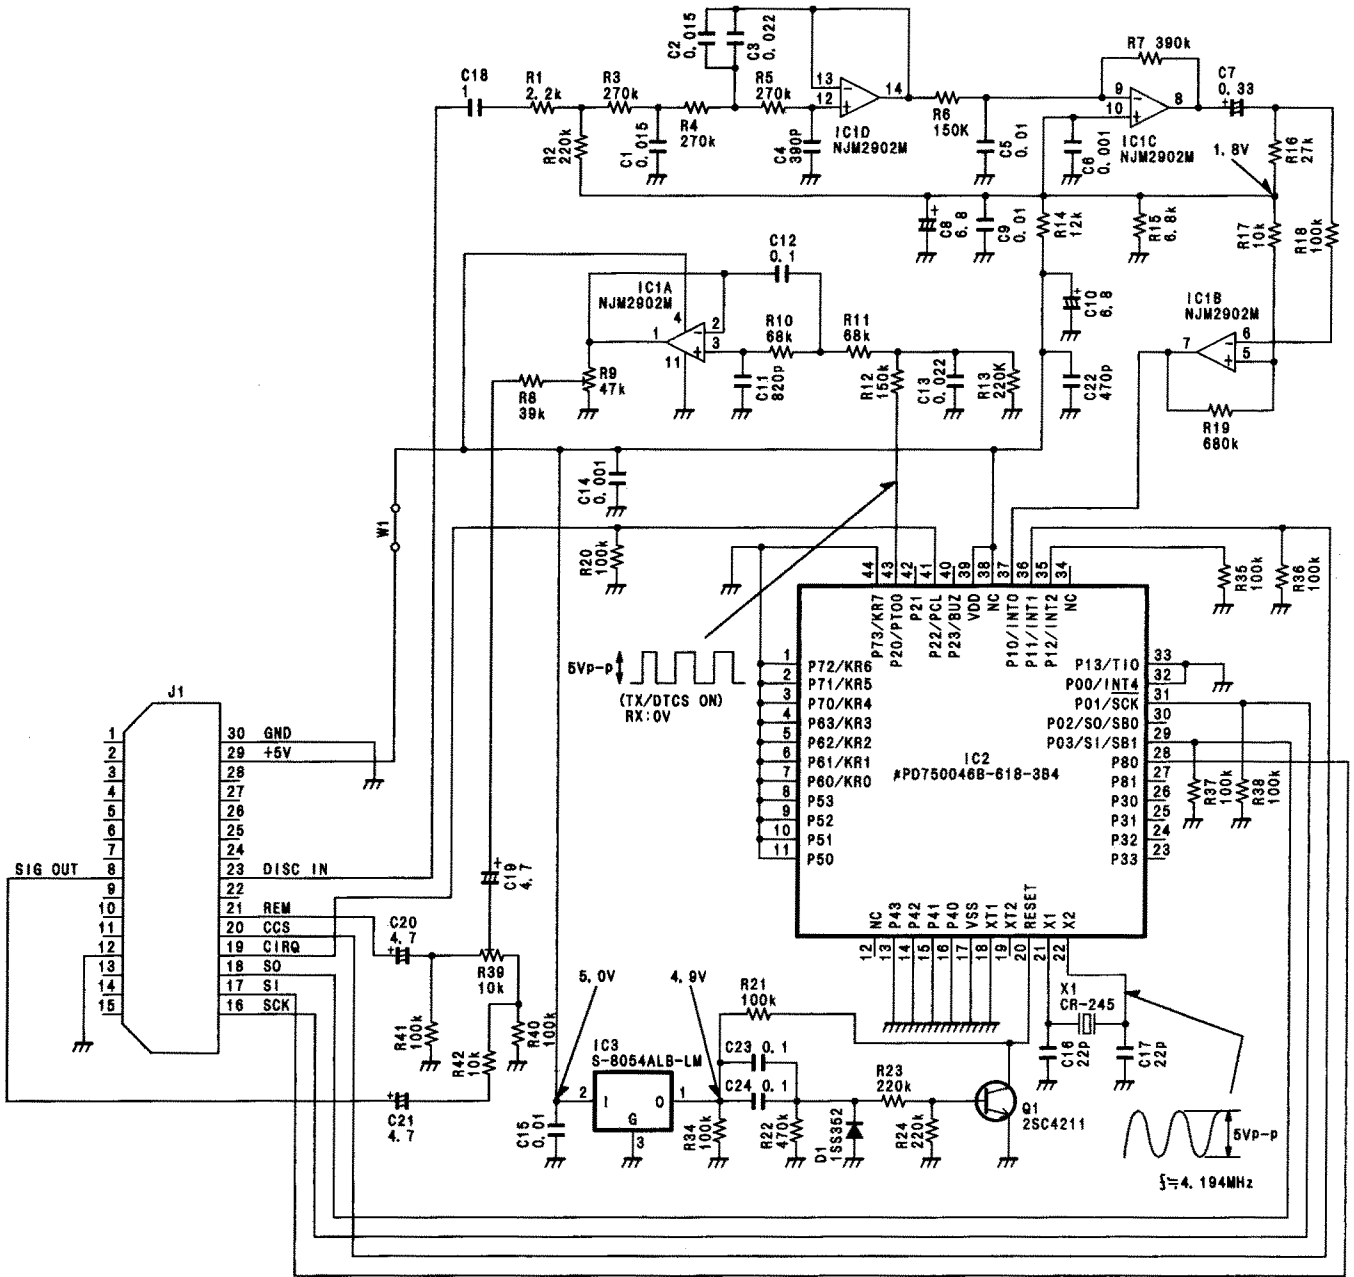 C2
0.015
C3
0.022
C18
1
R1
2.2k
R3
270k
R2
220k
C1
0.015
R4
270k
R5
270k
C4
390P
13
12
14
IC1D
NJM2902M
R6
150K
C5
0.01
R7 390k
9
10
8
IC1C
NJM2902M
C6
0.001
C7
0.33
R16
27k
1.8V
C8
6.8
C9
0.01
R14
12k
R15
6.8k
R17
10k
R18
100k
C10
6.8
C22
470p
IC1B
NJM2902M
7
6
5
R19
680k
C12
0.1
IC1A
NJM2902M
4
1
2
3
11
R10
68k
R11
68k
C11
820p
R12
150k
C13
0.022
R13
220K
R8
39k
R9
47k
C14
0.001
W1
R20
100k
R35
100k
R36
100k
44
43
42
41
40
39
38
37
36
35
34
P73/KR7
P20/PTO0
P21
P22/PCL
P23/BUZ
VDD
NC
P10/INT0
P11/INT1
P12/INT2
NC
5Vp-p
(TX/DTCS ON)
RX:0V
1 P72/KR6
2 P71/KR5
3 P70/KR4
4 P63/KR3
5 P62/KR2
6 P61/KR1
7 P60/KR0
8 P53
9 P52
10 P51
11 P50
IC2
μPD750046B-618-3B4
P13/TI0 33
P00/INT4 32
P01/SCK 31
P02/SO/SB0 30
P03/SI/SB1 29
P80 28
P81 27
P30 26
P31 25
P32 24
P33 23
R37
100k
R38
100k
NC
P43
P42
P41
P40
VSS
XT1
XT2
RESET
X1
X2
12
13
14
15
16
17
18
19
20
21
22
J1
1
2
3
4
5
6
7
8
9
10
11
12
13
14
15
SIG OUT
30 GND
29 +5V
28
27
26
25
24
23 DISC IN
22
21 REM
20 CCS
19 CIRQ
18 SO
17 SI
16 SCK
C19
4.7
C20
4.7
R39
10k
R41
100k
R42
10k
R40
100k
C21
4.7
5.0V
4.9V
IC3
S-8054ALB-LM
2
I
O
G
1
3
C15
0.01
R34
100k
R21
100k
C23 0.1
C24 0.1
R22
470k
D1
1SS352
R23
220k
R24
220k
Q1
2SC4211
X1
CR-245
C16
22p
C17
22p
5Vp-p
f≒4.194MHz